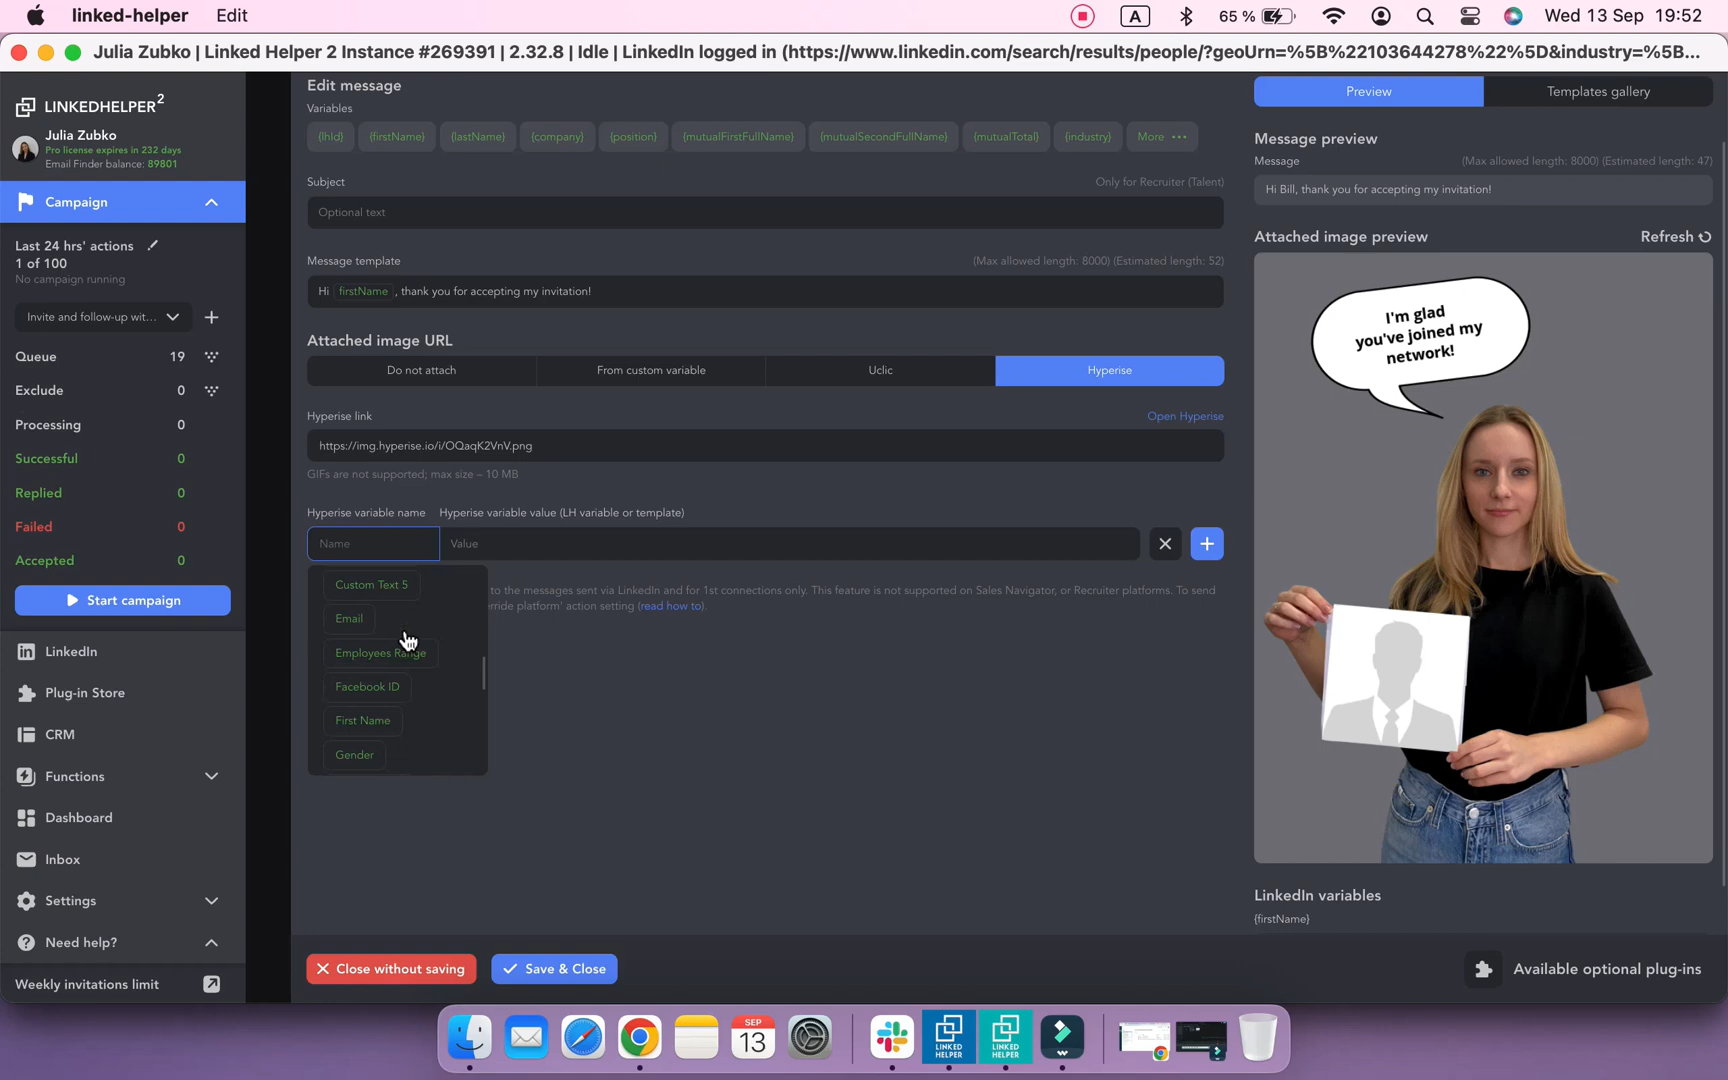 linked-helper Edit
A 65 % Wed 13 Sep 19:52
Julia Zubko | Linked Helper 2 Instance #269391 | 2.32.8 | Idle | LinkedIn logged in (https://www.linkedin.com/search/results/people/?geoUrn=%5B%22103644278%22%5D&industry=%5B...
LINKEDHELPER2
Julia Zubko
Pro license expires in 232 days
Email Finder balance: 89801
Campaign
Last 24 hrs' actions
1 of 100
No campaign running
Invite and follow-up wit...
Queue 19
Exclude 0
Processing 0
Successful 0
Replied 0
Failed 0
Accepted 0
Start campaign
LinkedIn
Plug-in Store
CRM
Functions
Dashboard
Inbox
Settings
Need help?
Weekly invitations limit
Edit message
Variables
{lhId} {firstName} {lastName} {company} {position} {mutualFirstFullName} {mutualSecondFullName} {mutualTotal} {industry} More
Subject Only for Recruiter (Talent)
Optional text
Message template (Max allowed length: 8000) (Estimated length: 52)
Hi firstName , thank you for accepting my invitation!
Attached image URL
Do not attach From custom variable Uclic Hyperise
Hyperise link Open Hyperise
https://img.hyperise.io/i/OQaqK2VnV.png
GIFs are not supported; max size – 10 MB
Hyperise variable name Hyperise variable value (LH variable or template)
Name Value
Custom Text 5
Email
Employees Range
Facebook ID
First Name
Gender
to the messages sent via LinkedIn and for 1st connections only. This feature is not supported on Sales Navigator, or Recruiter platforms. To send
erride platform' action setting (read how to).
Close without saving Save & Close
Preview Templates gallery
Message preview
Message (Max allowed length: 8000) (Estimated length: 47)
Hi Bill, thank you for accepting my invitation!
Attached image preview Refresh
I'm glad
you've joined my
network!
LinkedIn variables
{firstName}
Available optional plug-ins
SEP
13
LINKED
HELPER
LINKED
HELPER